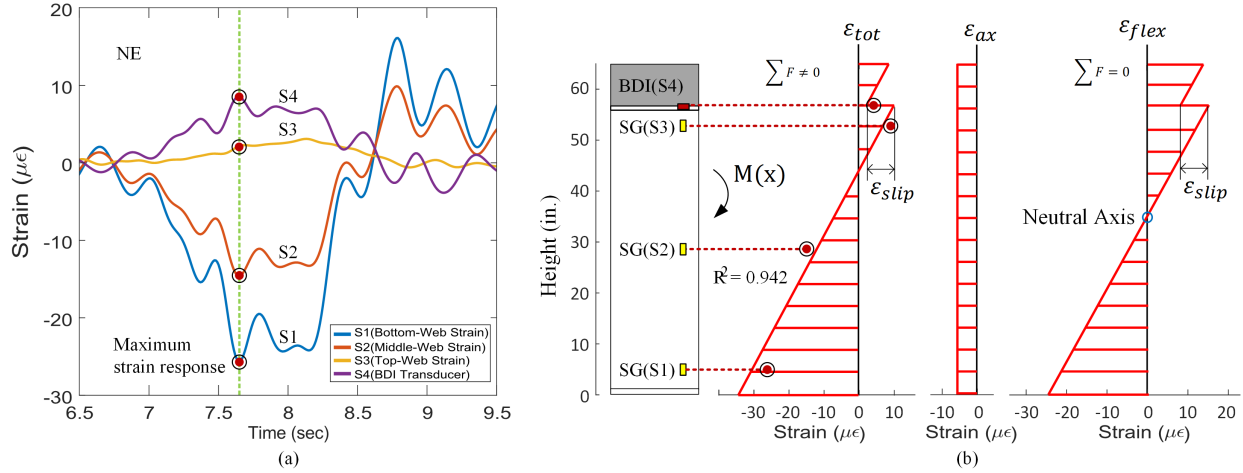 20
10
0
-10
-20
-30
6.5
7
7.5
8
8.5
9
9.5
Strain (με)
Time (sec)
NE
S4
S3
S2
S1
Maximum
strain response
S1(Bottom-Web Strain)
S2(Middle-Web Strain)
S3(Top-Web Strain)
S4(BDI Transducer)
(a)
Height (in.)
65
60
50
40
30
20
10
0
BDI(S4)
SG(S3)
SG(S2)
SG(S1)
M(x)
ε_tot
∑ F ≠ 0
ε_slip
R² = 0.942
-30
-20
-10
0
10
Strain (με)
ε_ax
-10
0
Strain (με)
ε_flex
∑ F = 0
ε_slip
Neutral Axis
-30
-20
-10
0
10
20
Strain (με)
(b)